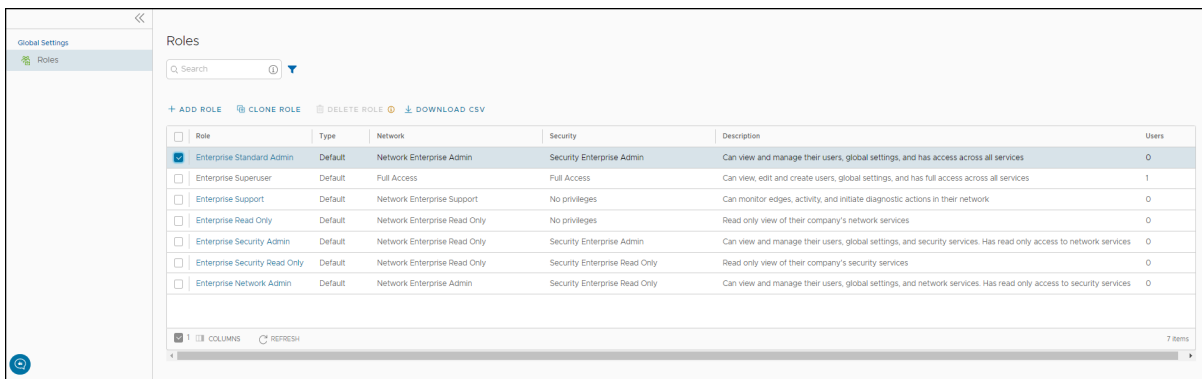 Global Settings
Roles
Roles
Search
+ ADD ROLE CLONE ROLE DELETE ROLE DOWNLOAD CSV
Role Type Network Security Description Users
Enterprise Standard Admin Default Network Enterprise Admin Security Enterprise Admin Can view and manage their users, global settings, and has access across all services 0
Enterprise Superuser Default Full Access Full Access Can view, edit and create users, global settings, and has full access across all services 1
Enterprise Support Default Network Enterprise Support No privileges Can monitor edges, activity, and initiate diagnostic actions in their network 0
Enterprise Read Only Default Network Enterprise Read Only No privileges Read only view of their company's network services 0
Enterprise Security Admin Default Network Enterprise Read Only Security Enterprise Admin Can view and manage their users, global settings, and security services. Has read only access to network services 0
Enterprise Security Read Only Default Network Enterprise Read Only Security Enterprise Read Only Read only view of their company's security services 0
Enterprise Network Admin Default Network Enterprise Admin Security Enterprise Read Only Can view and manage their users, global settings, and network services. Has read only access to security services 0
1 COLUMNS REFRESH 7 items